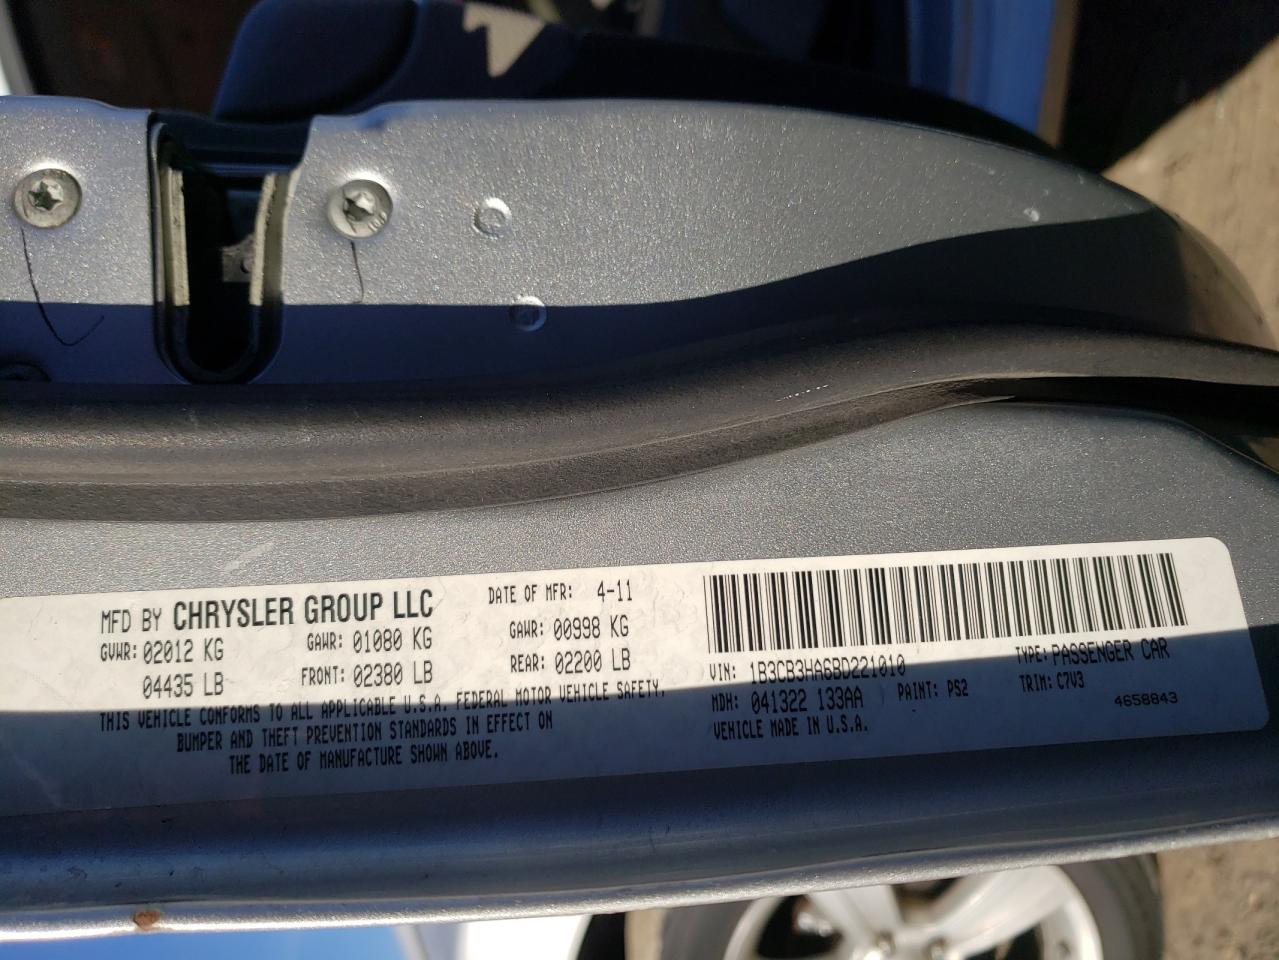 MFD BY CHRYSLER GROUP LLC DATE OF MFR: 4-11
GVWR: 02012 KG GAWR: 01080 KG GAWR: 00998 KG
04435 LB FRONT: 02380 LB REAR: 02200 LB
THIS VEHICLE CONFORMS TO ALL APPLICABLE U.S.A. FEDERAL MOTOR VEHICLE SAFETY,
BUMPER AND THEFT PREVENTION STANDARDS IN EFFECT ON
THE DATE OF MANUFACTURE SHOWN ABOVE.
VIN: 1B3CB3HA6BD221010 TYPE: PASSENGER CAR
MDH: 041322 133AA PAINT: PS2 TRIM: C7V3
VEHICLE MADE IN U.S.A. 4658843